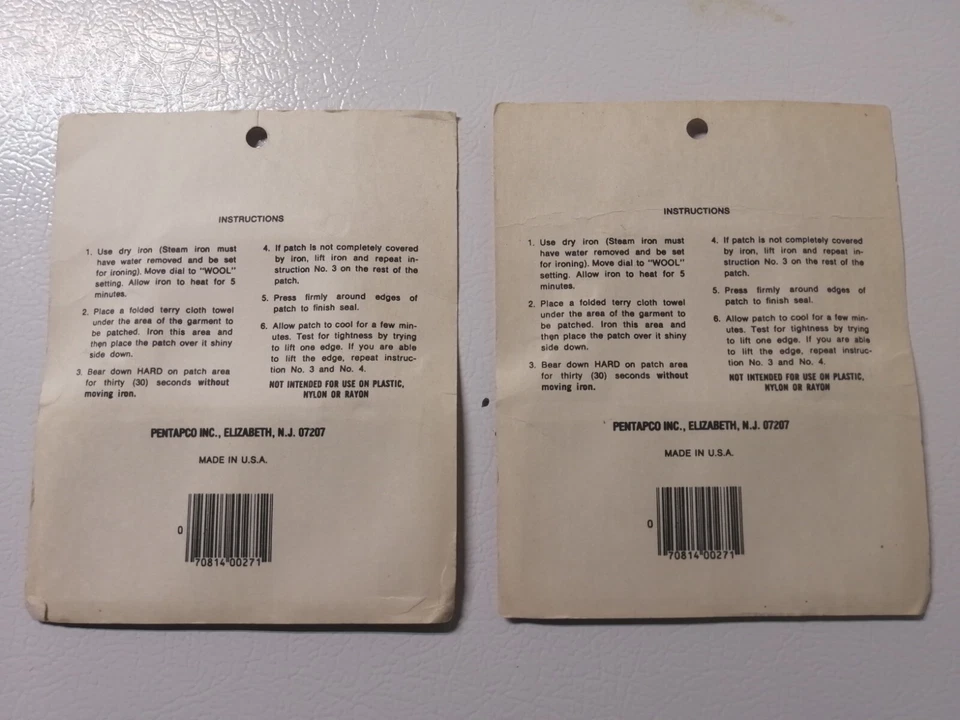 INSTRUCTIONS
1. Use dry iron (Steam iron must
have water removed and be set
for ironing). Move dial to "WOOL"
setting. Allow iron to heat for 5
minutes.
2. Place a folded terry cloth towel
under the area of the garment to
be patched. Iron this area and
then place the patch over it shiny
side down.
3. Bear down HARD on patch area
for thirty (30) seconds without
moving iron.
4. If patch is not completely covered
by iron, lift iron and repeat in-
struction No. 3 on the rest of the
patch.
5. Press firmly around edges of
patch to finish seal.
6. Allow patch to cool for a few min-
utes. Test for tightness by trying
to lift one edge. If you are able
to lift the edge, repeat instruc-
tion No. 3 and No. 4.
NOT INTENDED FOR USE ON PLASTIC,
NYLON OR RAYON
PENTAPCO INC., ELIZABETH, N.J. 07207
MADE IN U.S.A.
0 70814 00271
INSTRUCTIONS
1. Use dry iron (Steam iron must
have water removed and be set
for ironing). Move dial to "WOOL"
setting. Allow iron to heat for 5
minutes.
2. Place a folded terry cloth towel
under the area of the garment to
be patched. Iron this area and
then place the patch over it shiny
side down.
3. Bear down HARD on patch area
for thirty (30) seconds without
moving iron.
4. If patch is not completely covered
by iron, lift iron and repeat in-
struction No. 3 on the rest of the
patch.
5. Press firmly around edges of
patch to finish seal.
6. Allow patch to cool for a few min-
utes. Test for tightness by trying
to lift one edge. If you are able
to lift the edge, repeat instruc-
tion No. 3 and No. 4.
NOT INTENDED FOR USE ON PLASTIC,
NYLON OR RAYON
PENTAPCO INC., ELIZABETH, N.J. 07207
MADE IN U.S.A.
0 70814 00271